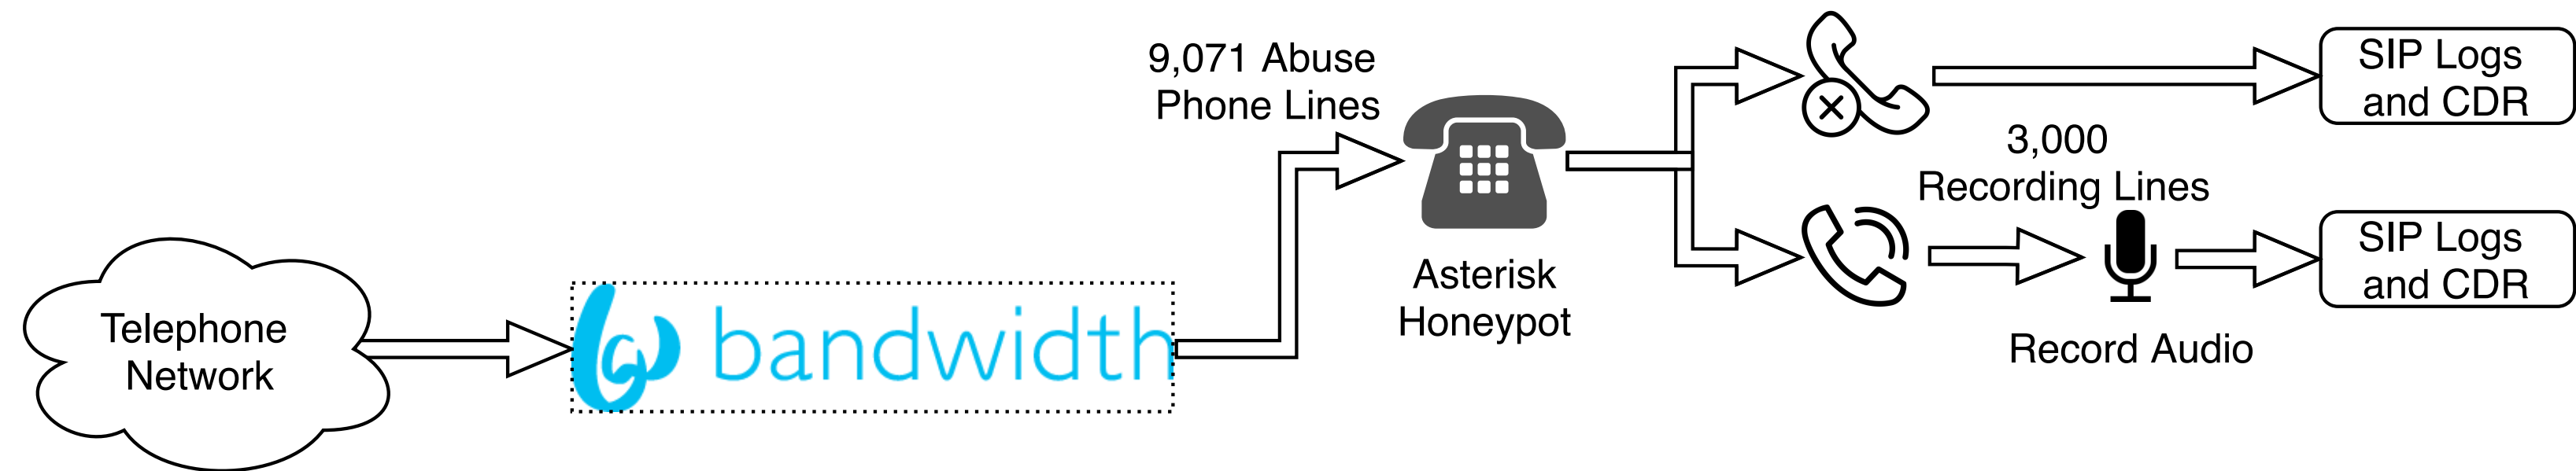 Telephone
Network
bandwidth
9,071 Abuse
Phone Lines
Asterisk
Honeypot
SIP Logs
and CDR
3,000
Recording Lines
Record Audio
SIP Logs
and CDR